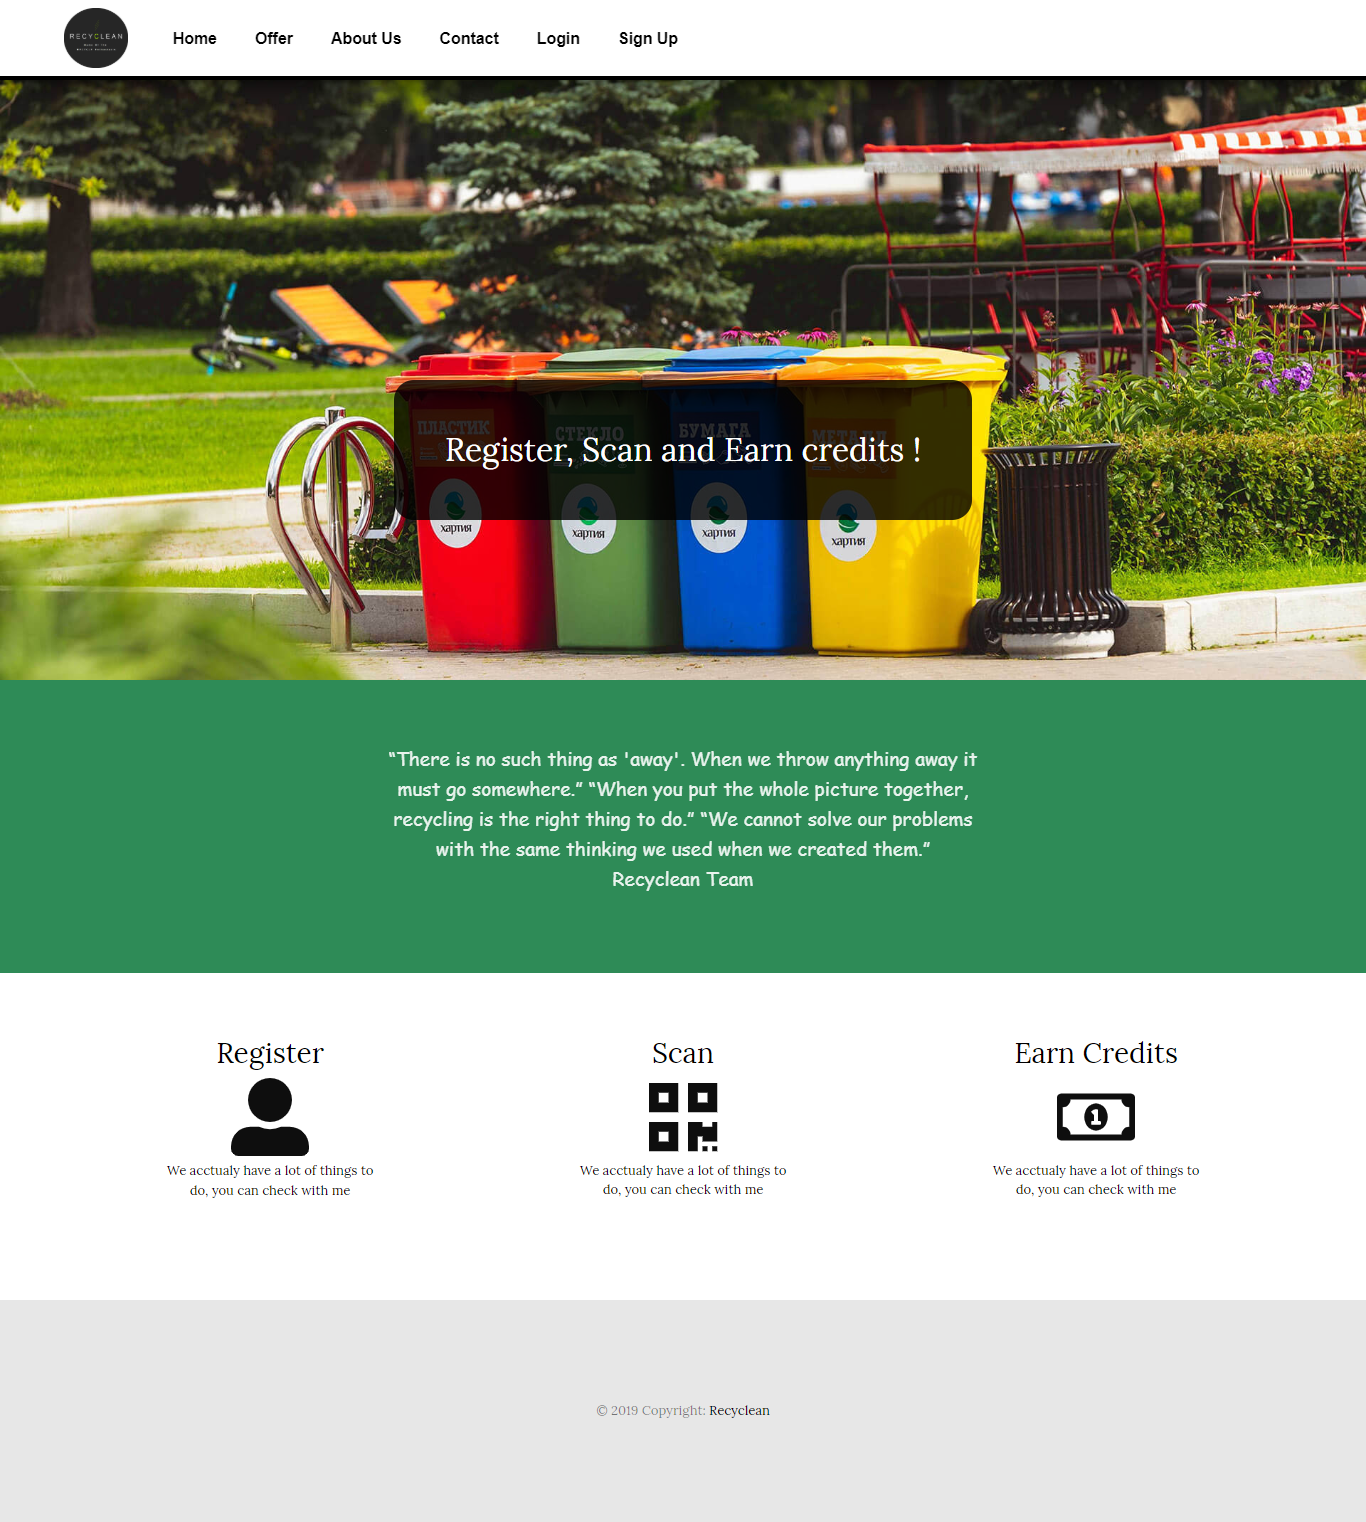 RECYCLEAN
Home
Offer
About Us
Contact
Login
Sign Up
ПЛАСТИК
СТЕКЛО
БУМАГА
МЕТАЛЛ
Register, Scan and Earn credits !
хартия
хартия
хартия
хартия
“There is no such thing as 'away'. When we throw anything away it
must go somewhere.” “When you put the whole picture together,
recycling is the right thing to do.” “We cannot solve our problems
with the same thinking we used when we created them.”
Recyclean Team
Register
We acctualy have a lot of things to
do, you can check with me
Scan
We acctualy have a lot of things to
do, you can check with me
Earn Credits
1
We acctualy have a lot of things to
do, you can check with me
© 2019 Copyright: Recyclean